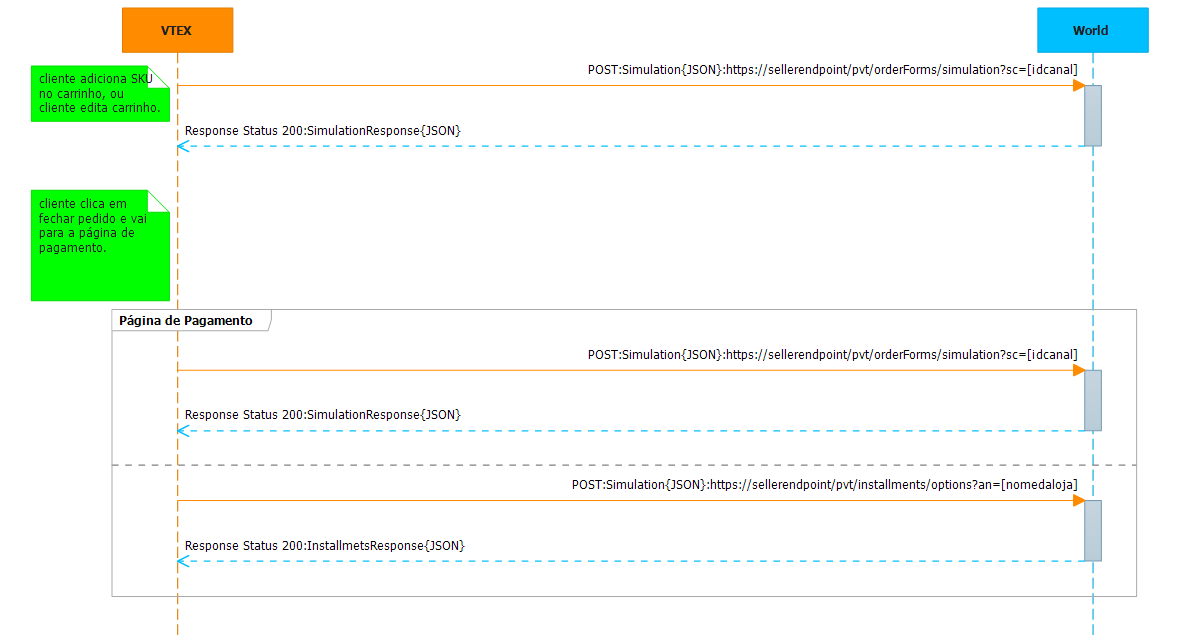 VTEX
World
cliente adiciona SKU
no carrinho, ou
cliente edita carrinho.
POST:Simulation{JSON}:https://sellerendpoint/pvt/orderForms/simulation?sc=[idcanal]
Response Status 200:SimulationResponse{JSON}
cliente clica em
fechar pedido e vai
para a página de
pagamento.
Página de Pagamento
POST:Simulation{JSON}:https://sellerendpoint/pvt/orderForms/simulation?sc=[idcanal]
Response Status 200:SimulationResponse{JSON}
POST:Simulation{JSON}:https://sellerendpoint/pvt/installments/options?an=[nomedaloja]
Response Status 200:InstallmetsResponse{JSON}